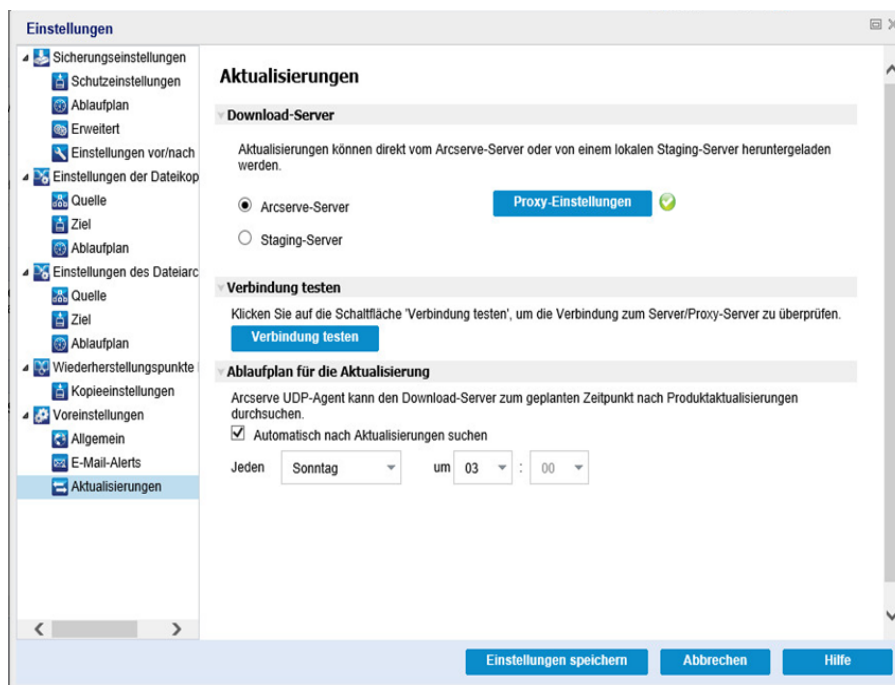 Einstellungen
Sicherungseinstellungen
Schutzeinstellungen
Ablaufplan
Erweitert
Einstellungen vor/nach
Einstellungen der Dateikop
Quelle
Ziel
Ablaufplan
Einstellungen des Dateiarc
Quelle
Ziel
Ablaufplan
Wiederherstellungspunkte
Kopieeinstellungen
Voreinstellungen
Allgemein
E-Mail-Alerts
Aktualisierungen
Aktualisierungen
Download-Server
Aktualisierungen können direkt vom Arcserve-Server oder von einem lokalen Staging-Server heruntergeladen
werden.
Arcserve-Server
Proxy-Einstellungen
Staging-Server
Verbindung testen
Klicken Sie auf die Schaltfläche 'Verbindung testen', um die Verbindung zum Server/Proxy-Server zu überprüfen.
Verbindung testen
Ablaufplan für die Aktualisierung
Arcserve UDP-Agent kann den Download-Server zum geplanten Zeitpunkt nach Produktaktualisierungen
durchsuchen.
Automatisch nach Aktualisierungen suchen
Jeden Sonntag um 03 : 00
Einstellungen speichern Abbrechen Hilfe